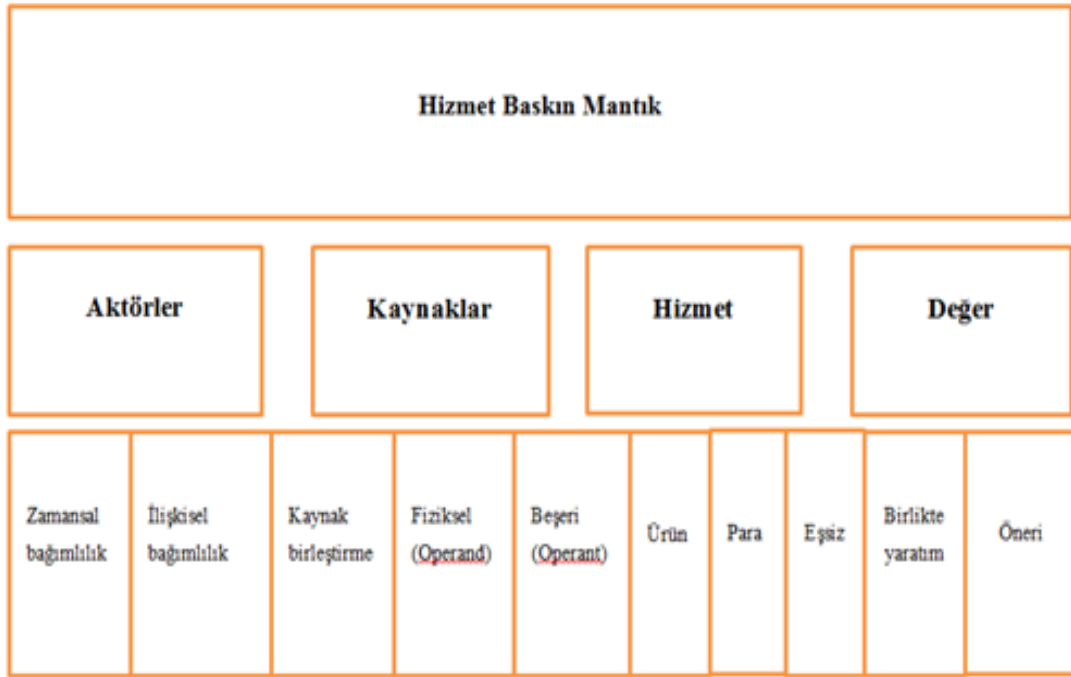 Hizmet Baskın Mantık
Aktörler
Kaynaklar
Hizmet
Değer
Zamansal
bağımlılık
İlişkisel
bağımlılık
Kaynak
birleştirme
Fiziksel
(Operand)
Beşeri
(Operant)
Ürün
Para
Eşsiz
Birlikte
yaratım
Öneri